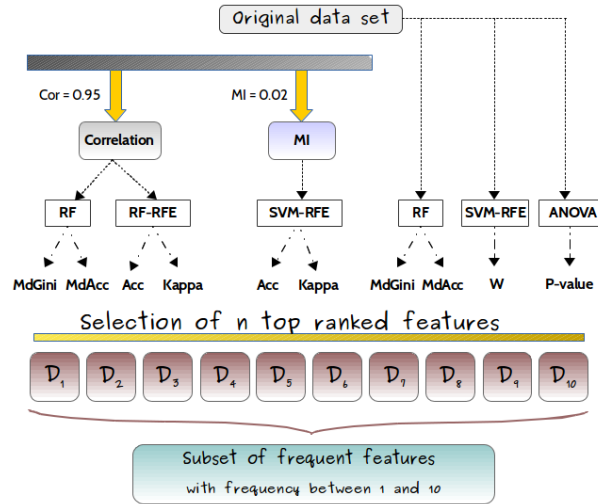 Original data set
Cor = 0.95
MI = 0.02
Correlation
MI
RF
RF-RFE
SVM-RFE
RF
SVM-RFE
ANOVA
MdGini MdAcc Acc Kappa Acc Kappa MdGini MdAcc W P-value
Selection of n top ranked features
D1 D2 D3 D4 D5 D6 D7 D8 D9 D10
Subset of frequent features
with frequency between 1 and 10